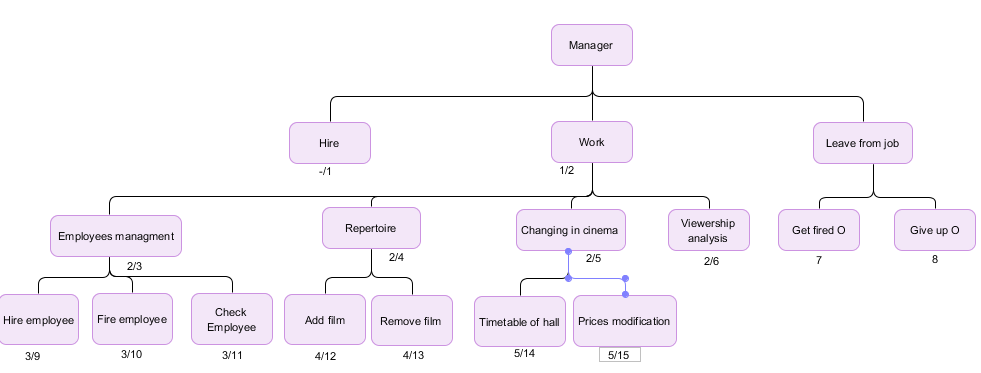 Manager
Hire
Work
Leave from job
-/1
1/2
Employees managment
Repertoire
Changing in cinema
Viewership
analysis
Get fired O
Give up O
2/3
2/4
2/5
2/6
7
8
Hire employee
Fire employee
Check
Employee
Add film
Remove film
Timetable of hall
Prices modification
3/9
3/10
3/11
4/12
4/13
5/14
5/15